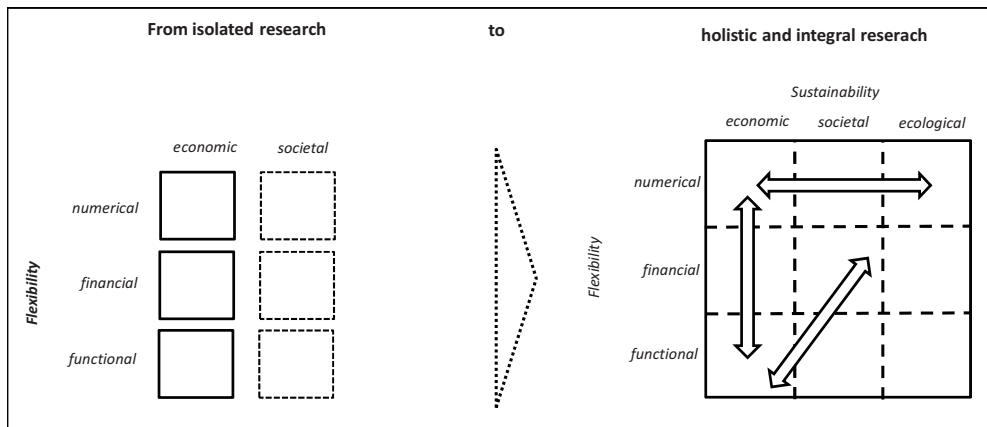 From isolated research
to
holistic and integral reserach
economic
societal
Flexibility
numerical
financial
functional
Sustainability
economic
societal
ecological
Flexibility
numerical
financial
functional